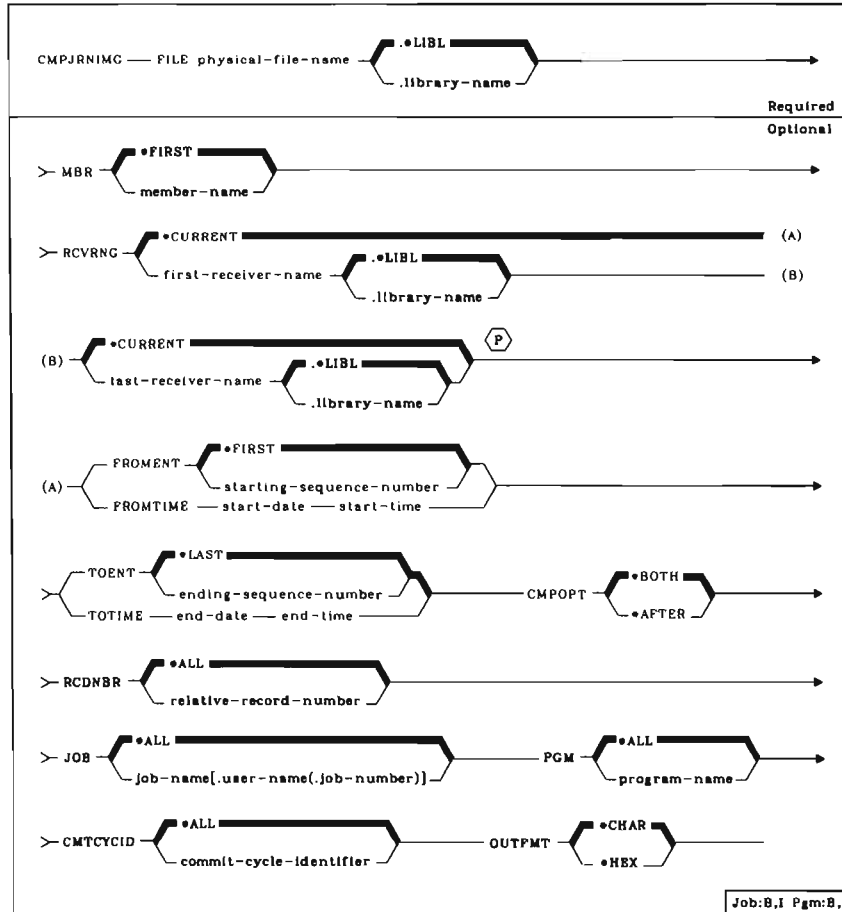 .*LIBL
CMPJRNIMG FILE physical-file-name
.library-name
Required
Optional
*FIRST
MBR
member-name
*CURRENT (A)
RCVRNG
first-receiver-name .*LIBL (B)
.library-name
*CURRENT P
(B)
last-receiver-name .*LIBL
.library-name
FROMENT *FIRST
starting-sequence-number
(A)
FROMTIME start-date start-time
TOENT *LAST
ending-sequence-number
TOTIME end-date end-time
CMPOPT *BOTH
*AFTER
*ALL
RCDNBR
relative-record-number
*ALL
JOB
job-name[.user-name(.job-number)]
PGM *ALL
program-name
*ALL
CMTCYCID
commit-cycle-identifier
OUTFMT *CHAR
*HEX
Job:B,I Pgm:B,